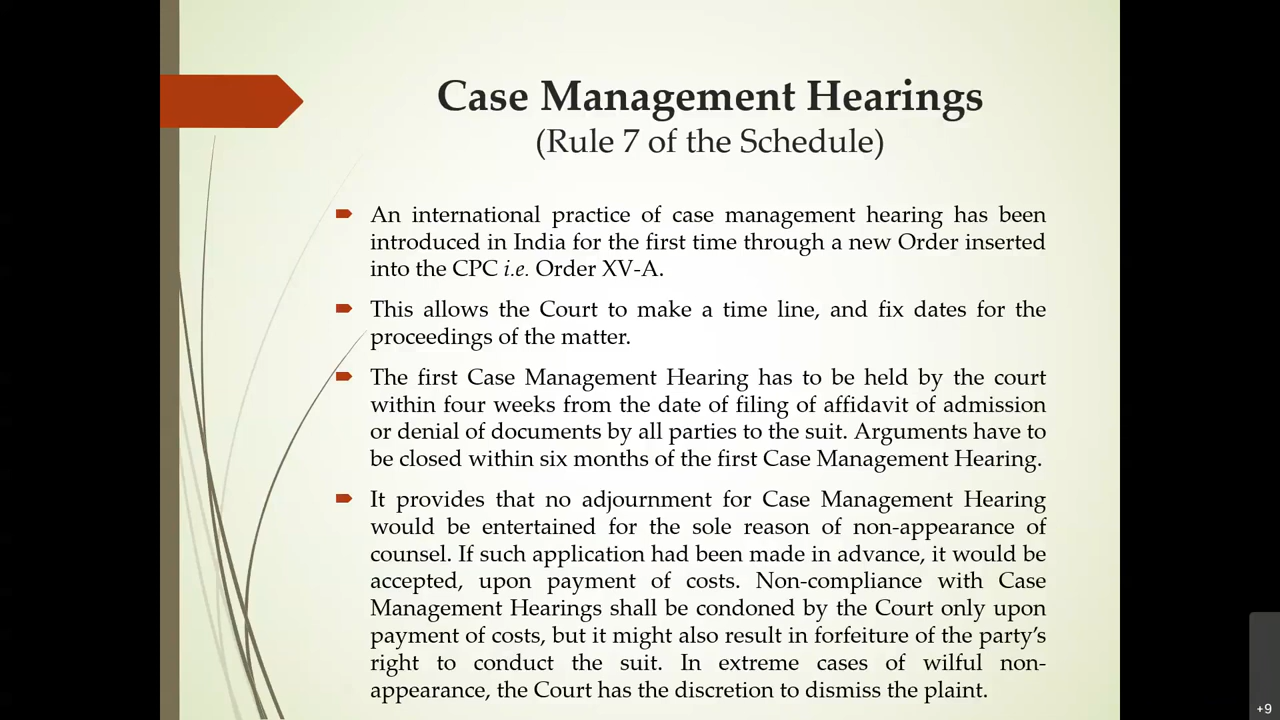 Case Management Hearings
(Rule 7 of the Schedule)
An international practice of case management hearing has been
introduced in India for the first time through a new Order inserted
into the CPC i.e. Order XV-A.
This allows the Court to make a time line, and fix dates for the
proceedings of the matter.
The first Case Management Hearing has to be held by the court
within four weeks from the date of filing of affidavit of admission
or denial of documents by all parties to the suit. Arguments have to
be closed within six months of the first Case Management Hearing.
It provides that no adjournment for Case Management Hearing
would be entertained for the sole reason of non-appearance of
counsel. If such application had been made in advance, it would be
accepted, upon payment of costs. Non-compliance with Case
Management Hearings shall be condoned by the Court only upon
payment of costs, but it might also result in forfeiture of the party’s
right to conduct the suit. In extreme cases of wilful non-
appearance, the Court has the discretion to dismiss the plaint.
+9